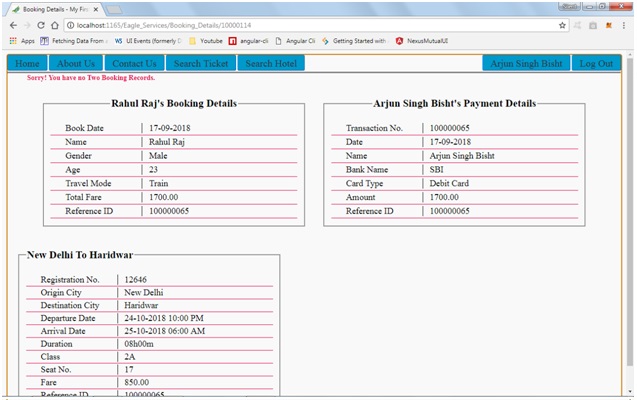 Booking Details - My Firs
localhost:1165/Eagle_Services/Booking_Details/10000114
Apps Fetching Data From UI Events (formerly D Youtube angular-cli Angular Cli Getting Started with NexusMutualUI
Home About Us Contact Us Search Ticket Search Hotel Arjun Singh Bisht Log Out
Sorry! You have no Two Booking Records.
Rahul Raj's Booking Details
Book Date 17-09-2018
Name Rahul Raj
Gender Male
Age 23
Travel Mode Train
Total Fare 1700.00
Reference ID 100000065
Arjun Singh Bisht's Payment Details
Transaction No. 100000065
Date 17-09-2018
Name Arjun Singh Bisht
Bank Name SBI
Card Type Debit Card
Amount 1700.00
Reference ID 100000065
New Delhi To Haridwar
Registration No. 12646
Origin City New Delhi
Destination City Haridwar
Departure Date 24-10-2018 10:00 PM
Arrival Date 25-10-2018 06:00 AM
Duration 08h00m
Class 2A
Seat No. 17
Fare 850.00
Reference ID 100000065